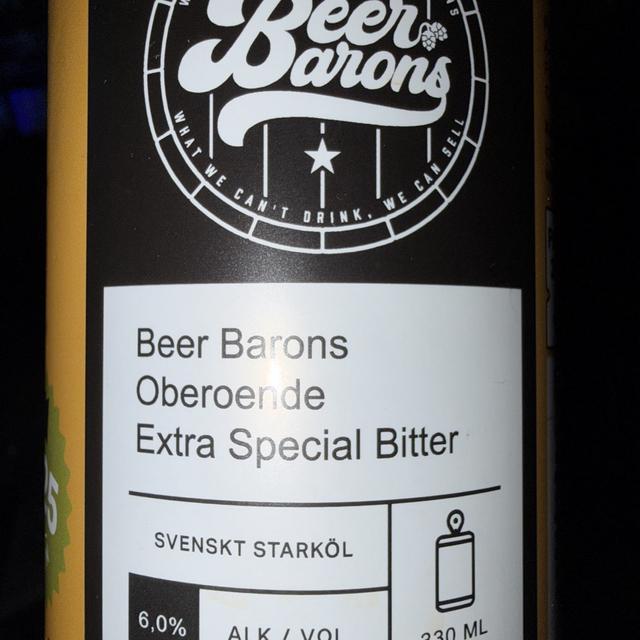 Beer
Barons
WHAT WE CAN'T DRINK, WE CAN SELL
Beer Barons
Oberoende
Extra Special Bitter
SVENSKT STARKÖL
6,0%
ALK / VOL
330 ML